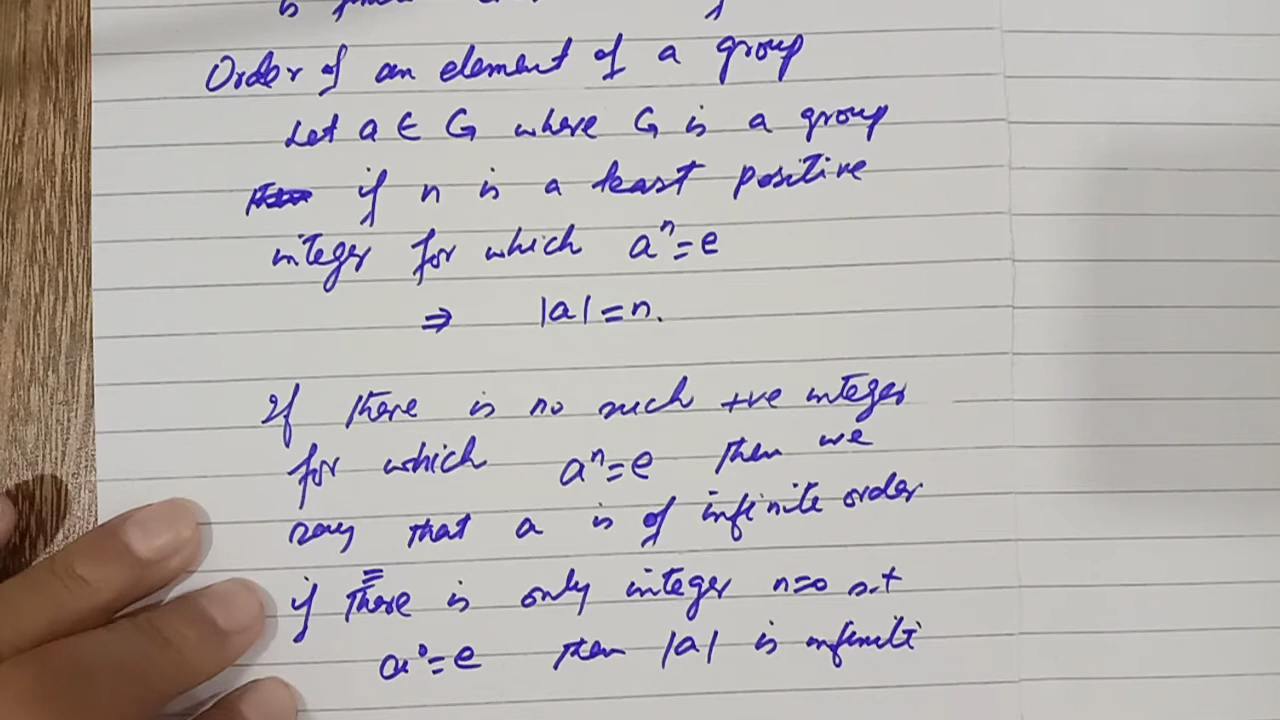 is
Order of an element of a group
Let a ∈ G where G is a group
if n is a least positive
integer for which aⁿ=e
⇒ |a|=n.
If there is no such +ve integer
for which aⁿ=e then we
say that a is of infinite order
if there is only integer n=0 s.t
a⁰=e then |a| is infinite